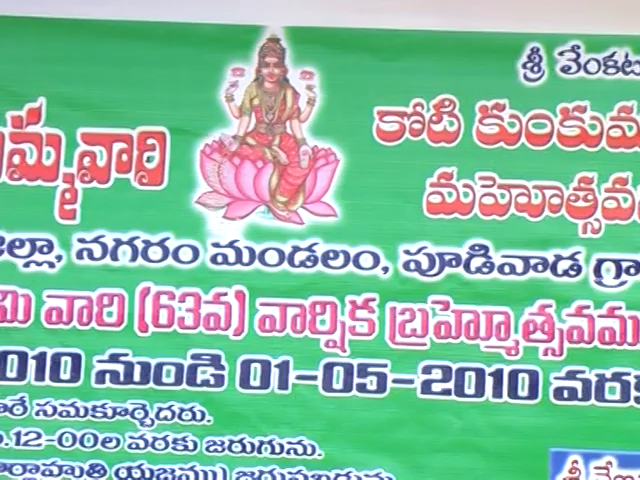 శ్రీ వేంకట
మ్మవారి
కోటి కుంకుమ
మహోత్సవ
జిల్లా, నగరం మండలం, పూడివాడ గ్రా
మి వారి (63వ) వార్షిక బ్రహ్మోత్సవము
2010 నుండి 01-05-2010 వరకు
వారే సమకూర్చెదరు.
.12-00ల వరకు జరుగును.
శ్రీ వేణు